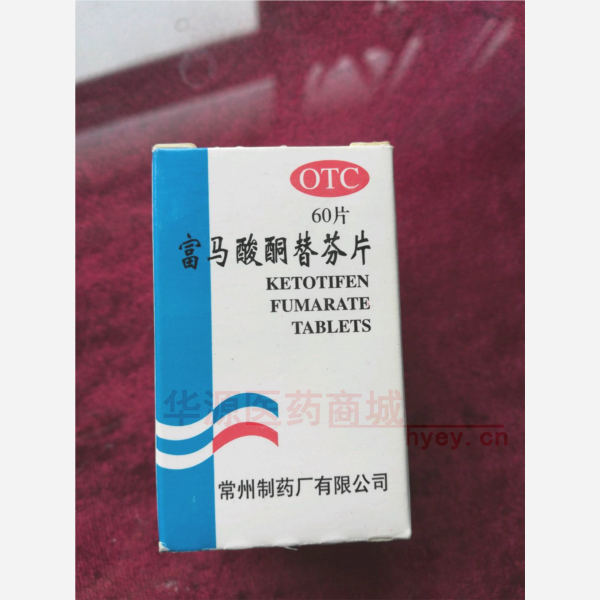 OTC
60片
富马酸酮替芬片
KETOTIFEN
FUMARATE
TABLETS
华源医药商城
hyey.cn
常州制药厂有限公司